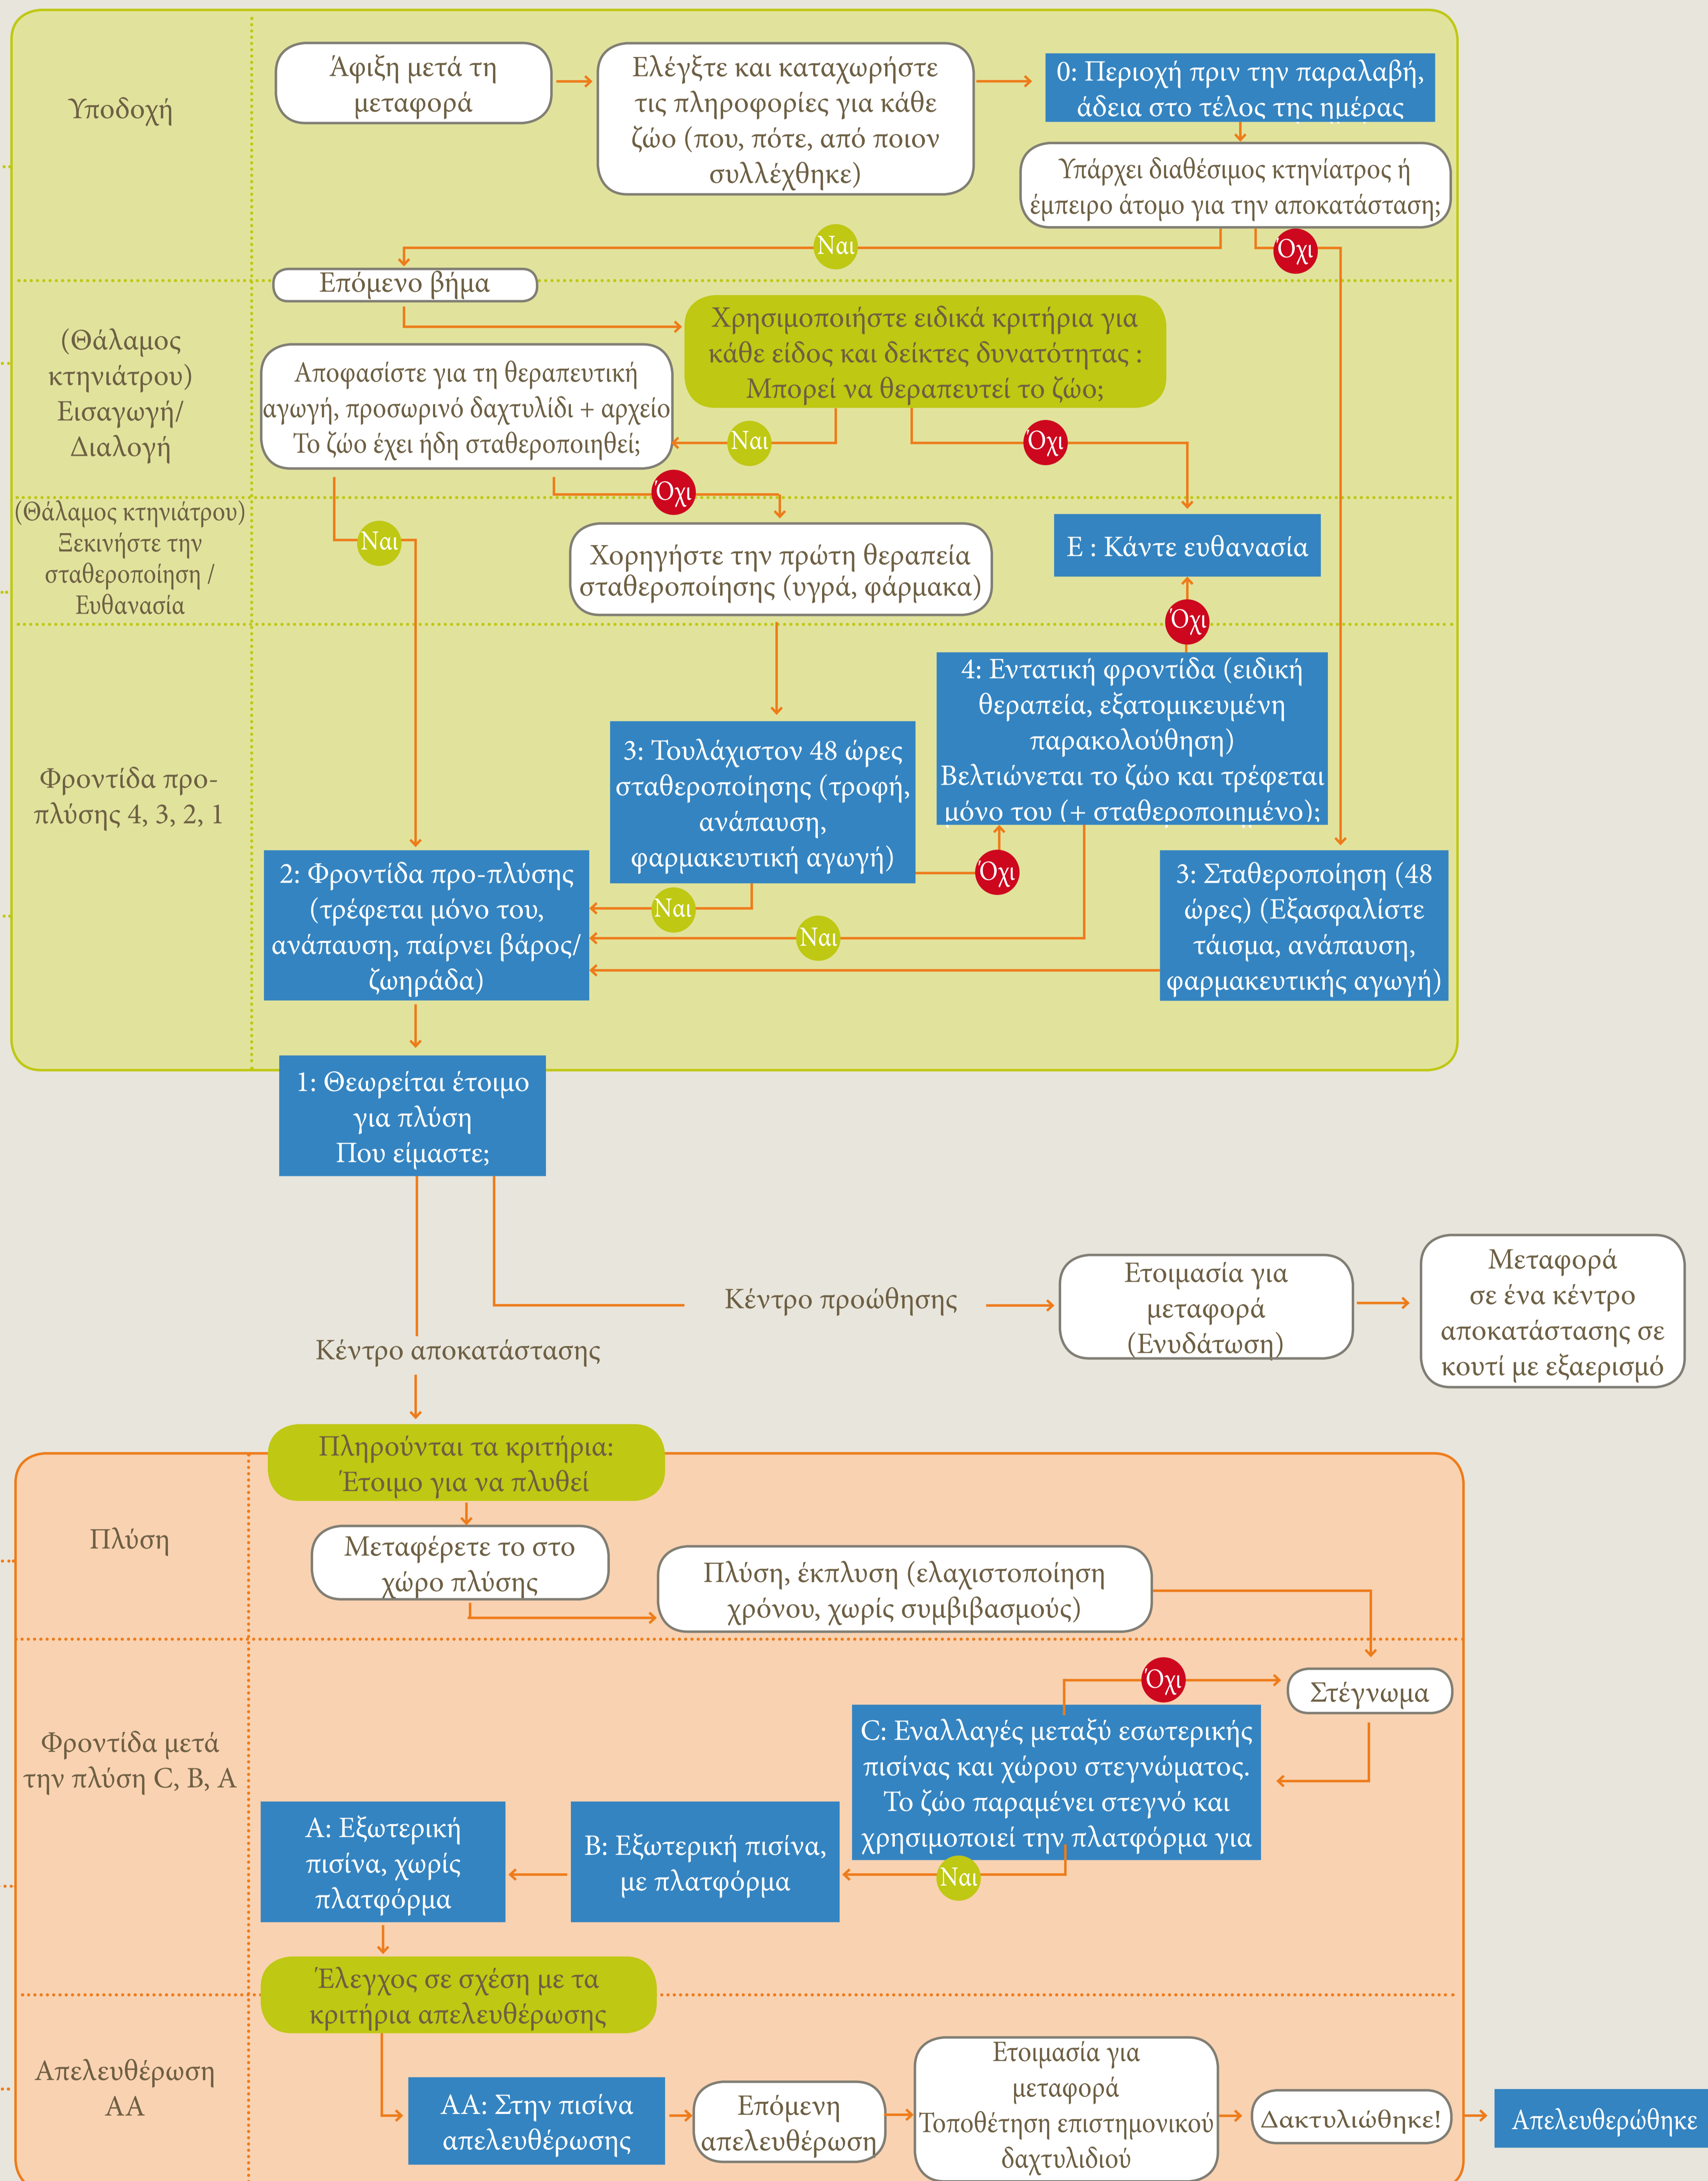 Υποδοχή
Άφιξη μετά τη
μεταφορά
Ελέγξτε και καταχωρήστε
τις πληροφορίες για κάθε
ζώο (που, πότε, από ποιον
συλλέχθηκε)
0: Περιοχή πριν την παραλαβή,
άδεια στο τέλος της ημέρας
Υπάρχει διαθέσιμος κτηνίατρος ή
έμπειρο άτομο για την αποκατάσταση;
Ναι
Όχι
Επόμενο βήμα
(Θάλαμος
κτηνιάτρου)
Εισαγωγή/
Διαλογή
Χρησιμοποιήστε ειδικά κριτήρια για
κάθε είδος και δείκτες δυνατότητας :
Μπορεί να θεραπευτεί το ζώο;
Αποφασίστε για τη θεραπευτική
αγωγή, προσωρινό δαχτυλίδι + αρχείο
Το ζώο έχει ήδη σταθεροποιηθεί;
Ναι
Όχι
Όχι
Ναι
(Θάλαμος κτηνιάτρου)
Ξεκινήστε την
σταθεροποίηση /
Ευθανασία
Χορηγήστε την πρώτη θεραπεία
σταθεροποίησης (υγρά, φάρμακα)
E : Κάντε ευθανασία
Όχι
Φροντίδα προ-
πλύσης 4, 3, 2, 1
4: Εντατική φροντίδα (ειδική
θεραπεία, εξατομικευμένη
παρακολούθηση)
Βελτιώνεται το ζώο και τρέφεται
μόνο του (+ σταθεροποιημένο);
3: Τουλάχιστον 48 ώρες
σταθεροποίησης (τροφή,
ανάπαυση,
φαρμακευτική αγωγή)
Όχι
Ναι
Ναι
2: Φροντίδα προ-πλύσης
(τρέφεται μόνο του,
ανάπαυση, παίρνει βάρος/
ζωηράδα)
3: Σταθεροποίηση (48
ώρες) (Εξασφαλίστε
τάισμα, ανάπαυση,
φαρμακευτικής αγωγή)
1: Θεωρείται έτοιμο
για πλύση
Που είμαστε;
Κέντρο προώθησης
Ετοιμασία για
μεταφορά
(Ενυδάτωση)
Μεταφορά
σε ένα κέντρο
αποκατάστασης σε
κουτί με εξαερισμό
Κέντρο αποκατάστασης
Πληρούνται τα κριτήρια:
Έτοιμο για να πλυθεί
Πλύση
Μεταφέρετε το στο
χώρο πλύσης
Πλύση, έκπλυση (ελαχιστοποίηση
χρόνου, χωρίς συμβιβασμούς)
Φροντίδα μετά
την πλύση C, B, A
Όχι
Στέγνωμα
C: Εναλλαγές μεταξύ εσωτερικής
πισίνας και χώρου στεγνώματος.
Το ζώο παραμένει στεγνό και
χρησιμοποιεί την πλατφόρμα για
Ναι
B: Εξωτερική πισίνα,
με πλατφόρμα
A: Εξωτερική
πισίνα, χωρίς
πλατφόρμα
Έλεγχος σε σχέση με τα
κριτήρια απελευθέρωσης
Απελευθέρωση
AA
AA: Στην πισίνα
απελευθέρωσης
Επόμενη
απελευθέρωση
Ετοιμασία για
μεταφορά
Τοποθέτηση επιστημονικού
δαχτυλιδιού
Δακτυλιώθηκε!
Απελευθερώθηκε